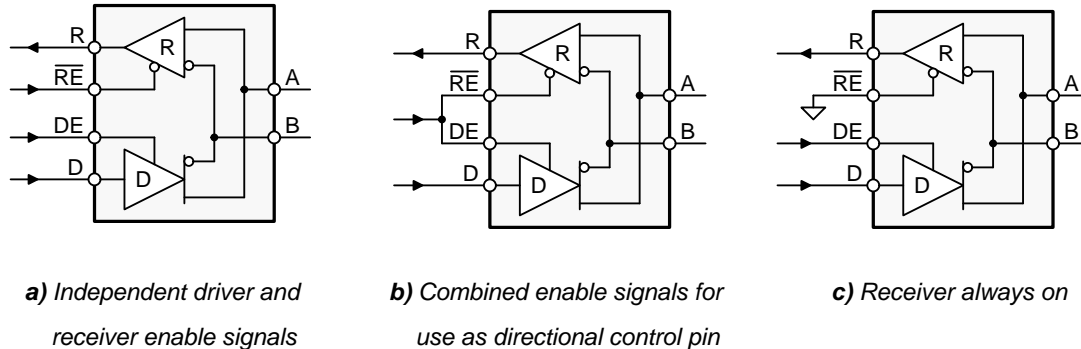 R
R
RE
A
DE
B
D
D
a) Independent driver and
receiver enable signals
R
R
RE
A
DE
B
D
D
b) Combined enable signals for
use as directional control pin
R
R
RE
A
DE
B
D
D
c) Receiver always on